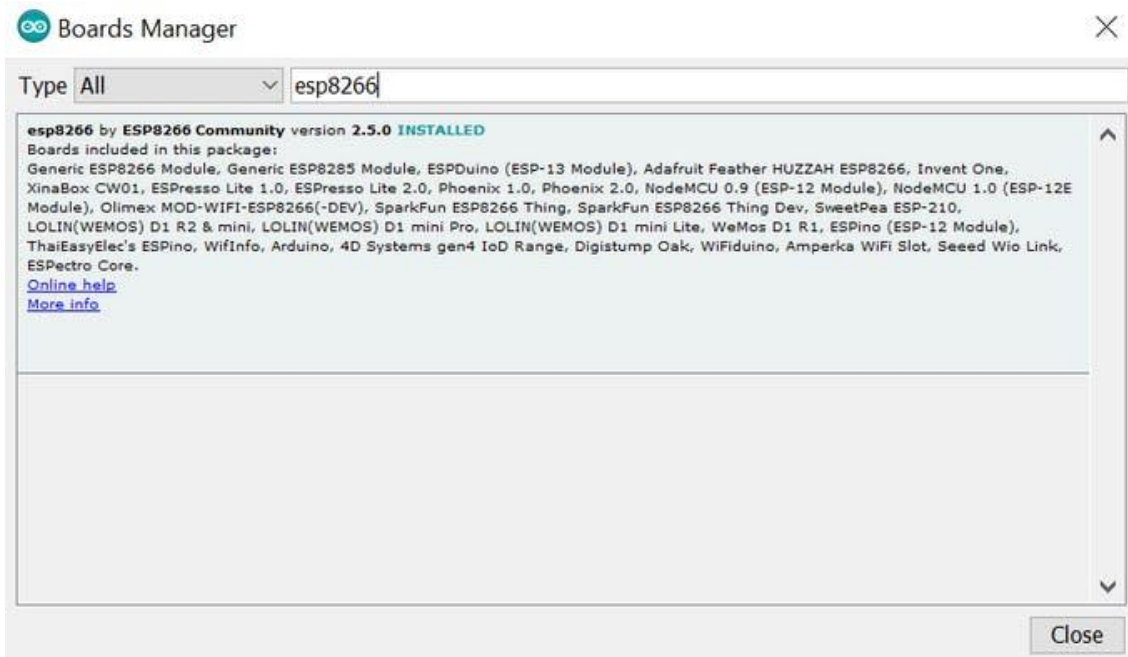 Boards Manager
Type All esp8266
esp8266 by ESP8266 Community version 2.5.0 INSTALLED
Boards included in this package:
Generic ESP8266 Module, Generic ESP8285 Module, ESPDuino (ESP-13 Module), Adafruit Feather HUZZAH ESP8266, Invent One,
XinaBox CW01, ESPresso Lite 1.0, ESPresso Lite 2.0, Phoenix 1.0, Phoenix 2.0, NodeMCU 0.9 (ESP-12 Module), NodeMCU 1.0 (ESP-12E
Module), Olimex MOD-WIFI-ESP8266(-DEV), SparkFun ESP8266 Thing, SparkFun ESP8266 Thing Dev, SweetPea ESP-210,
LOLIN(WEMOS) D1 R2 & mini, LOLIN(WEMOS) D1 mini Pro, LOLIN(WEMOS) D1 mini Lite, WeMos D1 R1, ESPino (ESP-12 Module),
ThaiEasyElec's ESPino, WifInfo, Arduino, 4D Systems gen4 IoD Range, Digistump Oak, WiFiduino, Amperka WiFi Slot, Seeed Wio Link,
ESPectro Core.
Online help
More info
Close